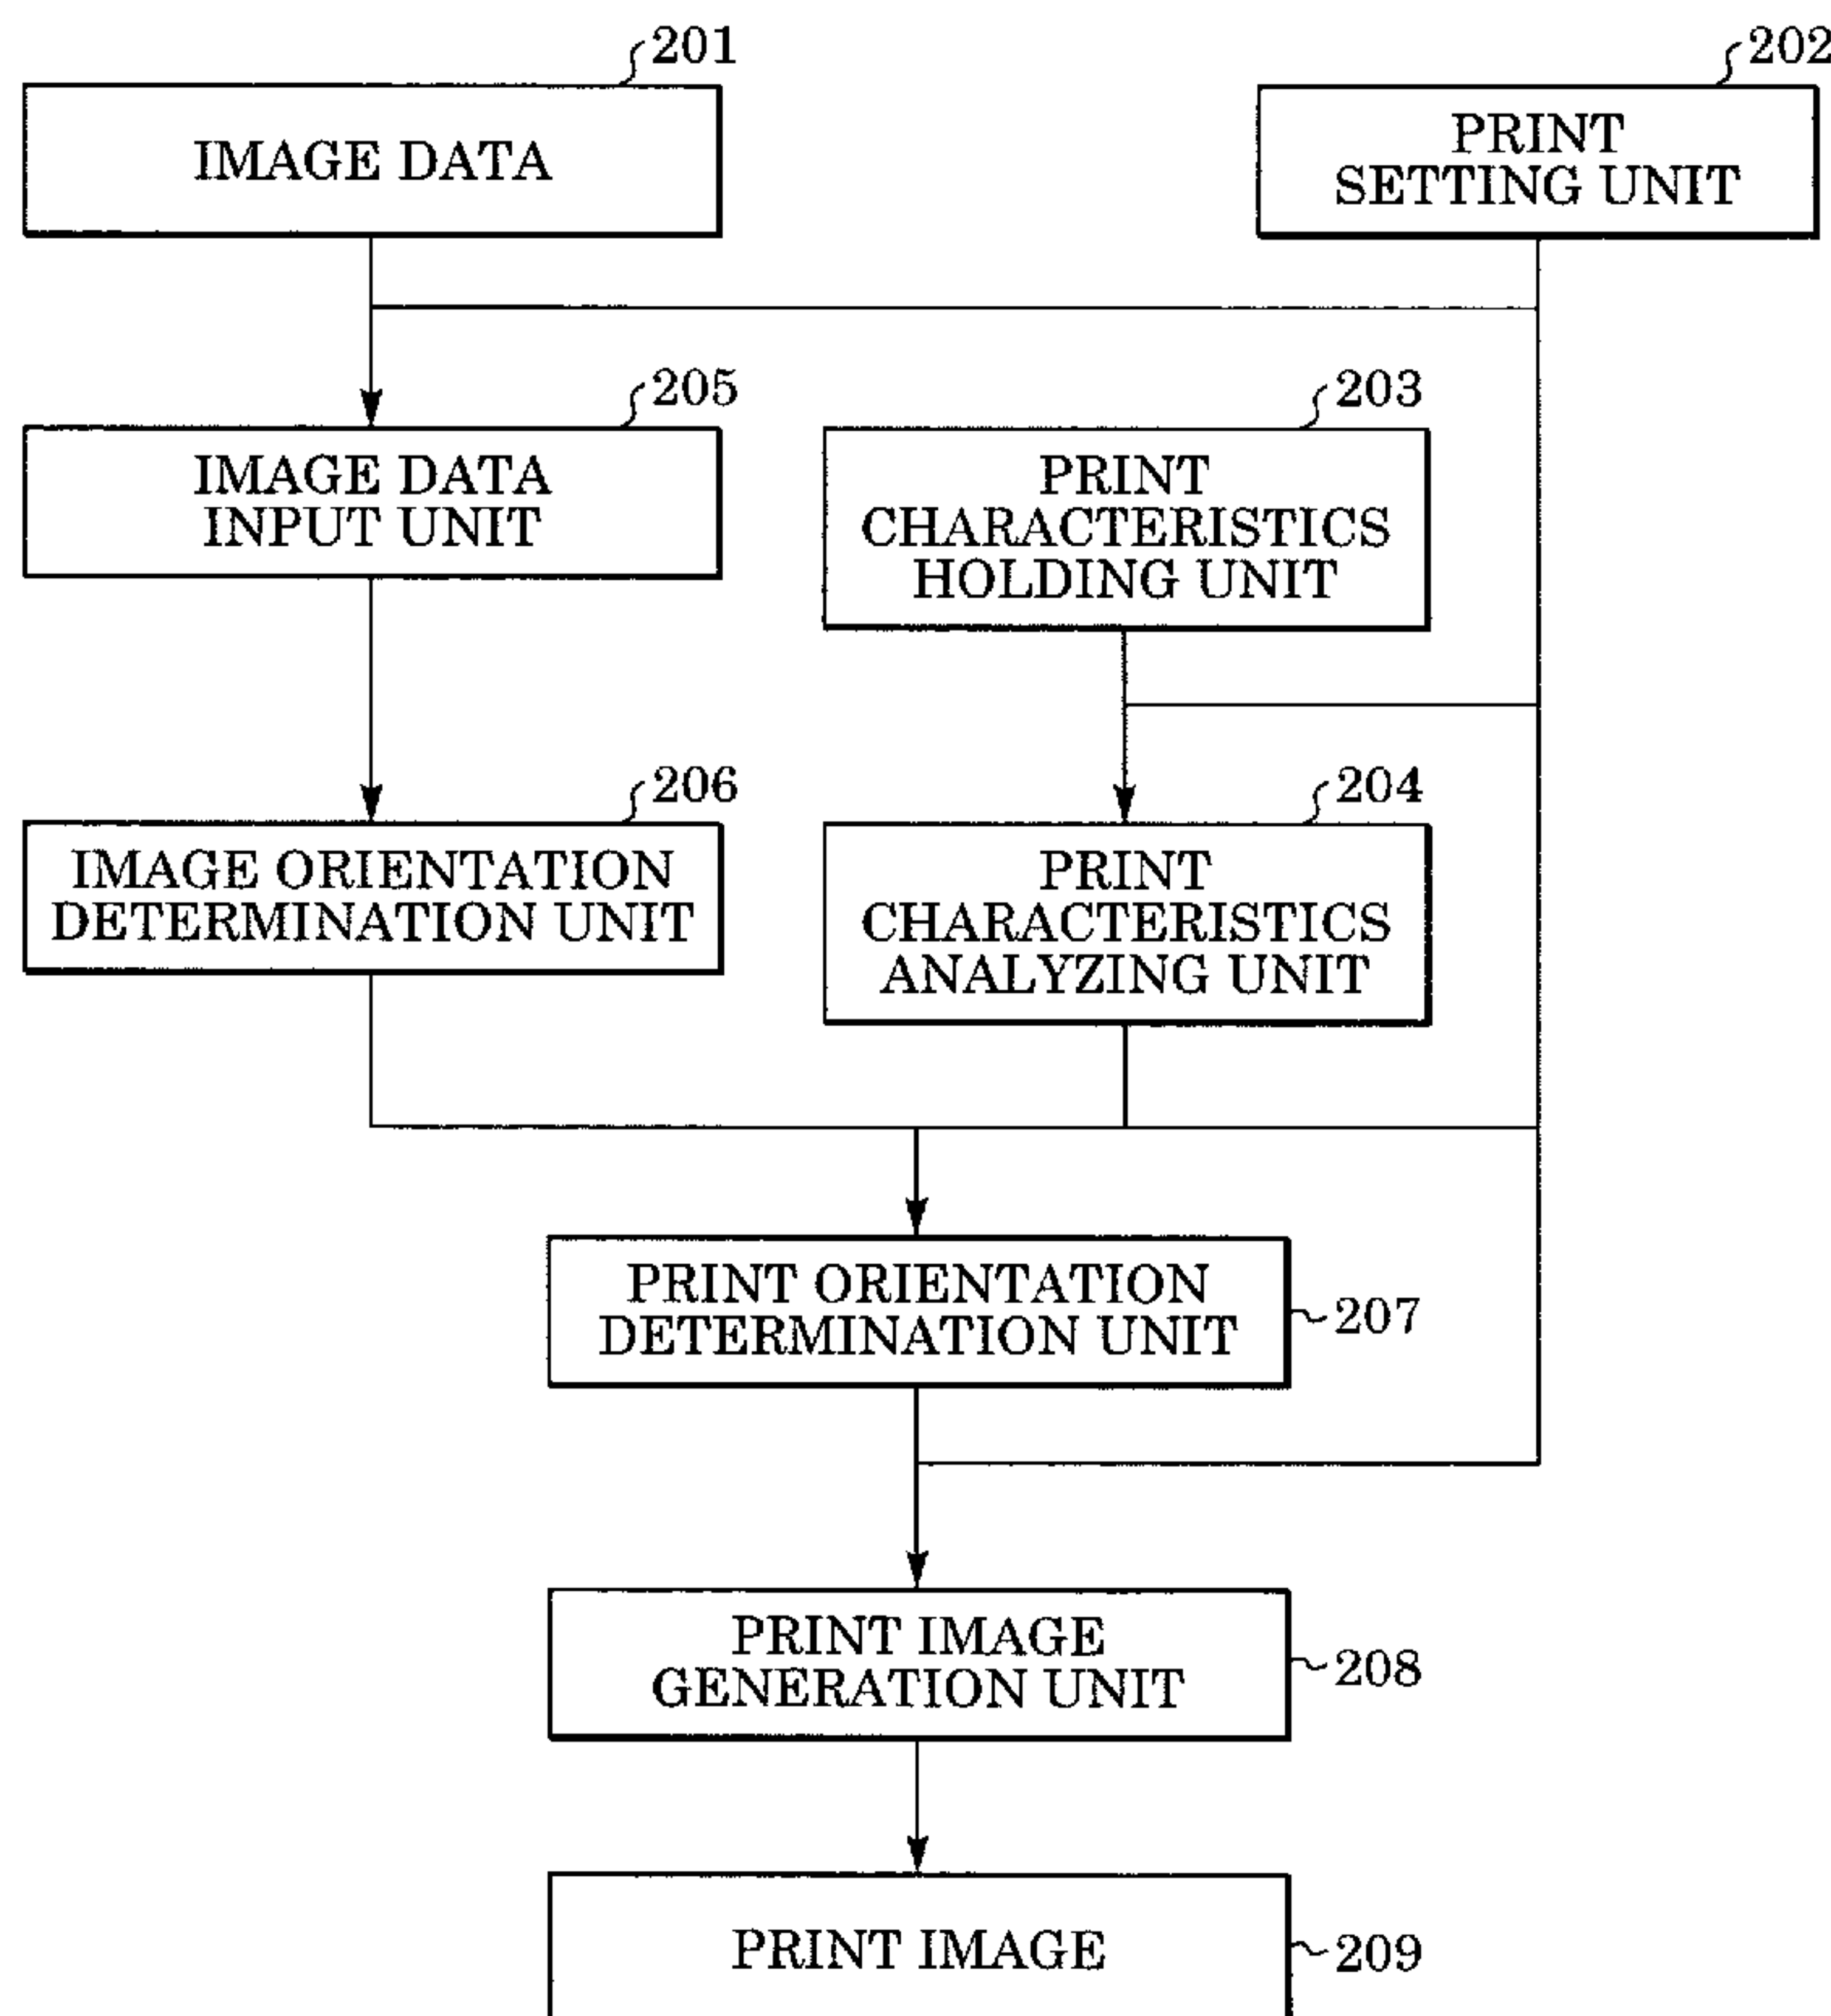 201
IMAGE DATA
202
PRINT
SETTING UNIT
205
IMAGE DATA
INPUT UNIT
203
PRINT
CHARACTERISTICS
HOLDING UNIT
206
IMAGE ORIENTATION
DETERMINATION UNIT
204
PRINT
CHARACTERISTICS
ANALYZING UNIT
PRINT ORIENTATION
DETERMINATION UNIT
207
PRINT IMAGE
GENERATION UNIT
208
PRINT IMAGE
209